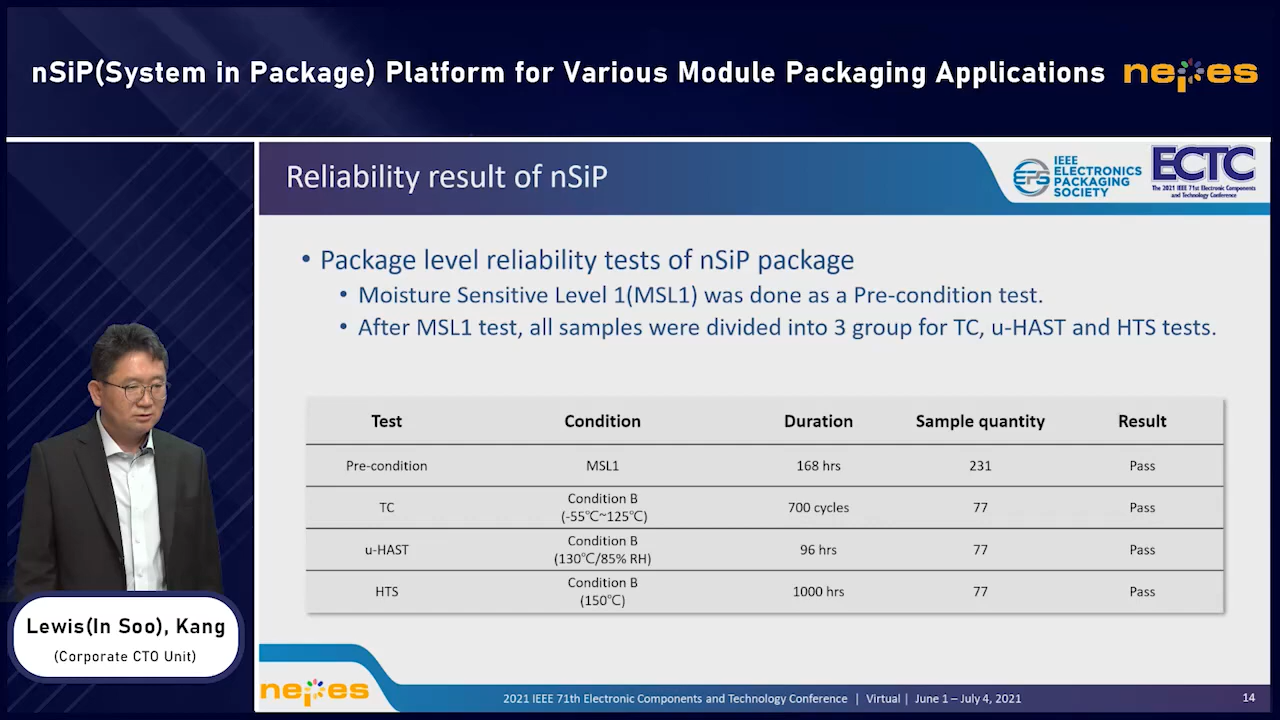 nSiP(System in Package) Platform for Various Module Packaging Applications nepes
Reliability result of nSiP
EPS IEEE ELECTRONICS PACKAGING SOCIETY
ECTC
The 2021 IEEE 71st Electronic Components
and Technology Conference
• Package level reliability tests of nSiP package
• Moisture Sensitive Level 1(MSL1) was done as a Pre-condition test.
• After MSL1 test, all samples were divided into 3 group for TC, u-HAST and HTS tests.
Test Condition Duration Sample quantity Result
Pre-condition MSL1 168 hrs 231 Pass
TC Condition B (-55℃~125℃) 700 cycles 77 Pass
u-HAST Condition B (130℃/85% RH) 96 hrs 77 Pass
HTS Condition B (150℃) 1000 hrs 77 Pass
Lewis(In Soo), Kang
(Corporate CTO Unit)
nepes
2021 IEEE 71th Electronic Components and Technology Conference | Virtual | June 1 – July 4, 2021
14